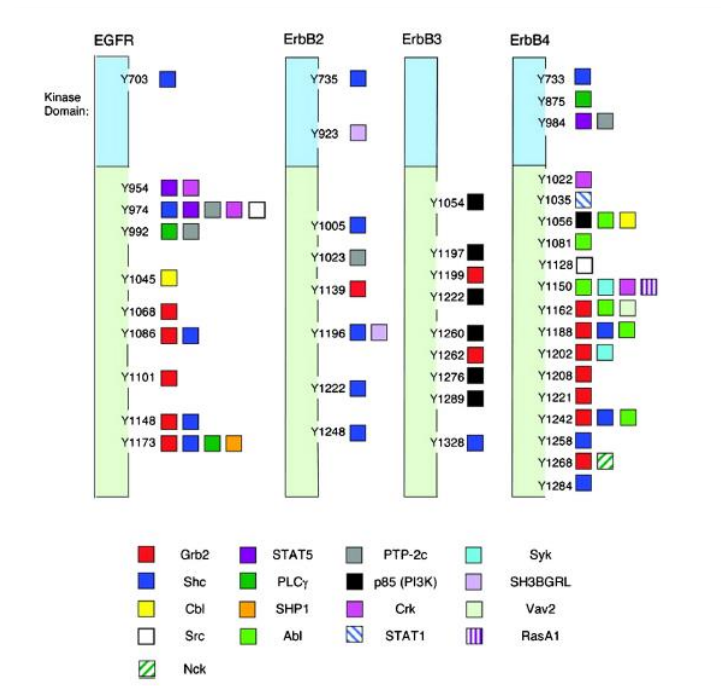 EGFR
ErbB2
ErbB3
ErbB4
Kinase
Domain:
Y703
Y954
Y974
Y992
Y1045
Y1068
Y1086
Y1101
Y1148
Y1173
Y735
Y923
Y1005
Y1023
Y1139
Y1196
Y1222
Y1248
Y1054
Y1197
Y1199
Y1222
Y1260
Y1262
Y1276
Y1289
Y1328
Y733
Y875
Y984
Y1022
Y1035
Y1056
Y1081
Y1128
Y1150
Y1162
Y1188
Y1202
Y1208
Y1221
Y1242
Y1258
Y1268
Y1284
Grb2 STAT5 PTP-2c Syk
Shc PLCγ p85 (PI3K) SH3BGRL
Cbl SHP1 Crk Vav2
Src Abl STAT1 RasA1
Nck